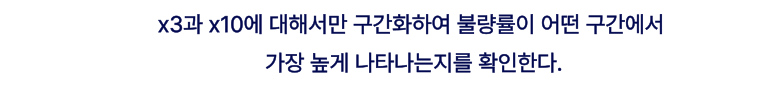 x3과 x10에 대해서만 구간화하여 불량률이 어떤 구간에서
가장 높게 나타나는지를 확인한다.